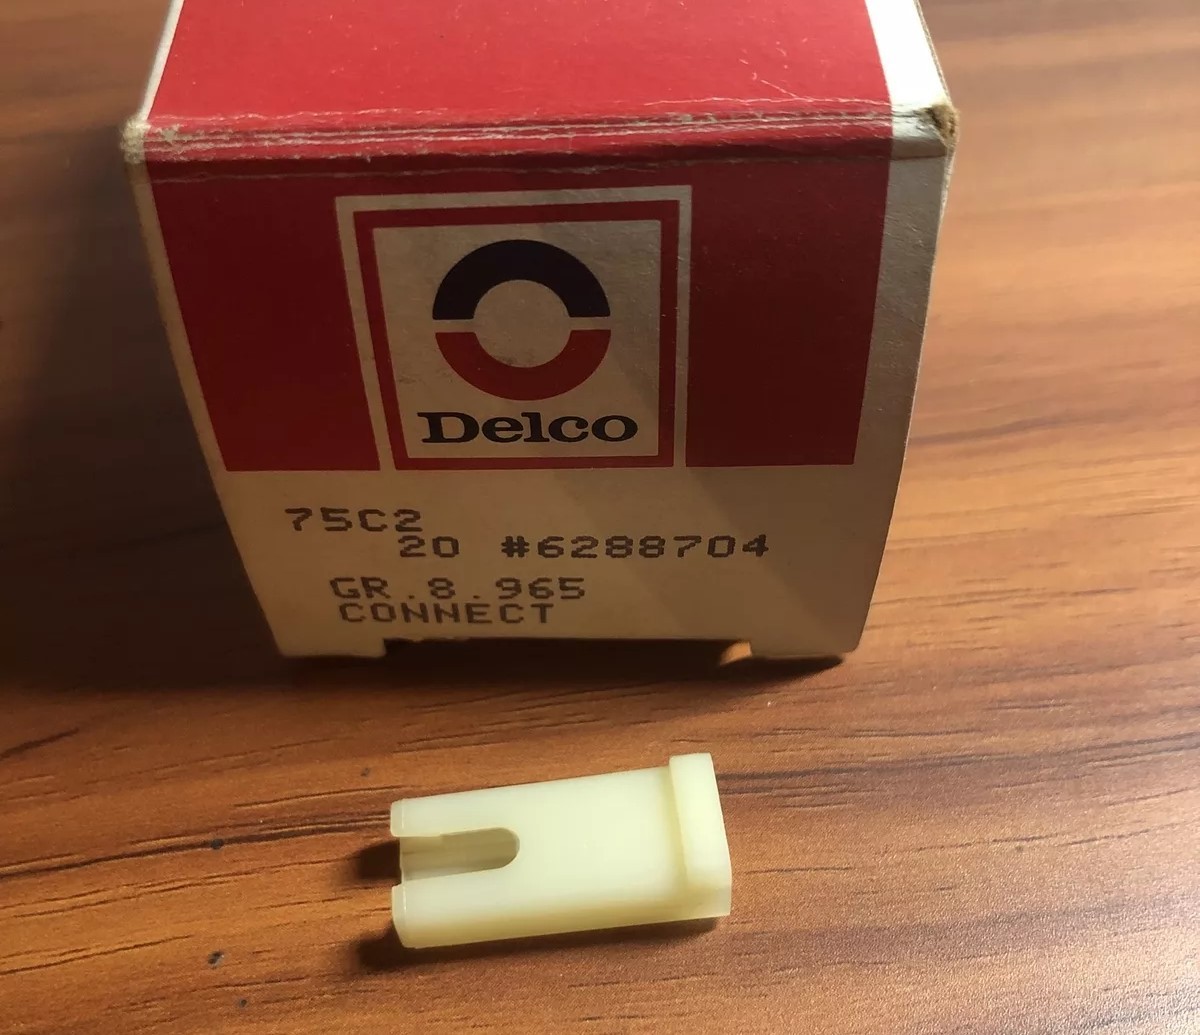 Delco
75C2
20 #6288704
GR.8.965
CONNECT